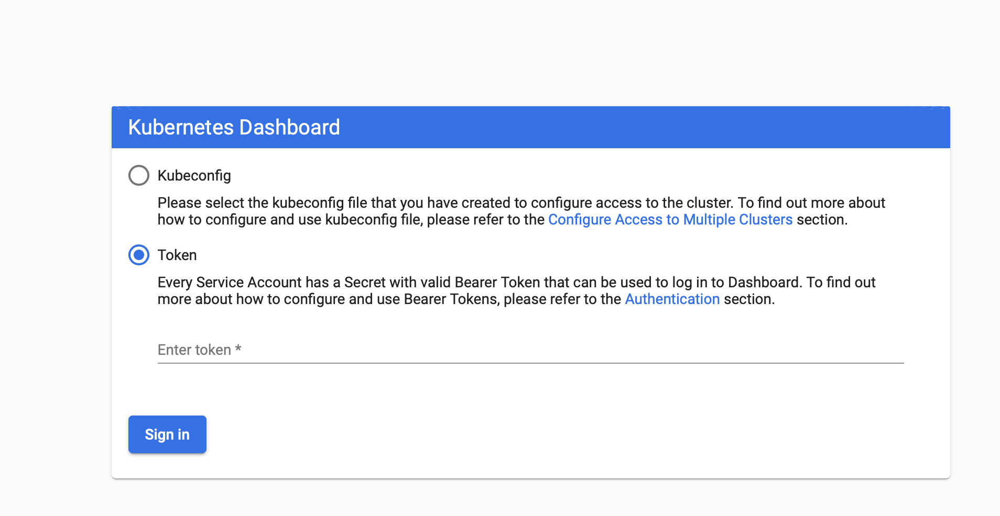 Kubernetes Dashboard
Kubeconfig
Please select the kubeconfig file that you have created to configure access to the cluster. To find out more about
how to configure and use kubeconfig file, please refer to the Configure Access to Multiple Clusters section.
Token
Every Service Account has a Secret with valid Bearer Token that can be used to log in to Dashboard. To find out
more about how to configure and use Bearer Tokens, please refer to the Authentication section.
Enter token *
Sign in